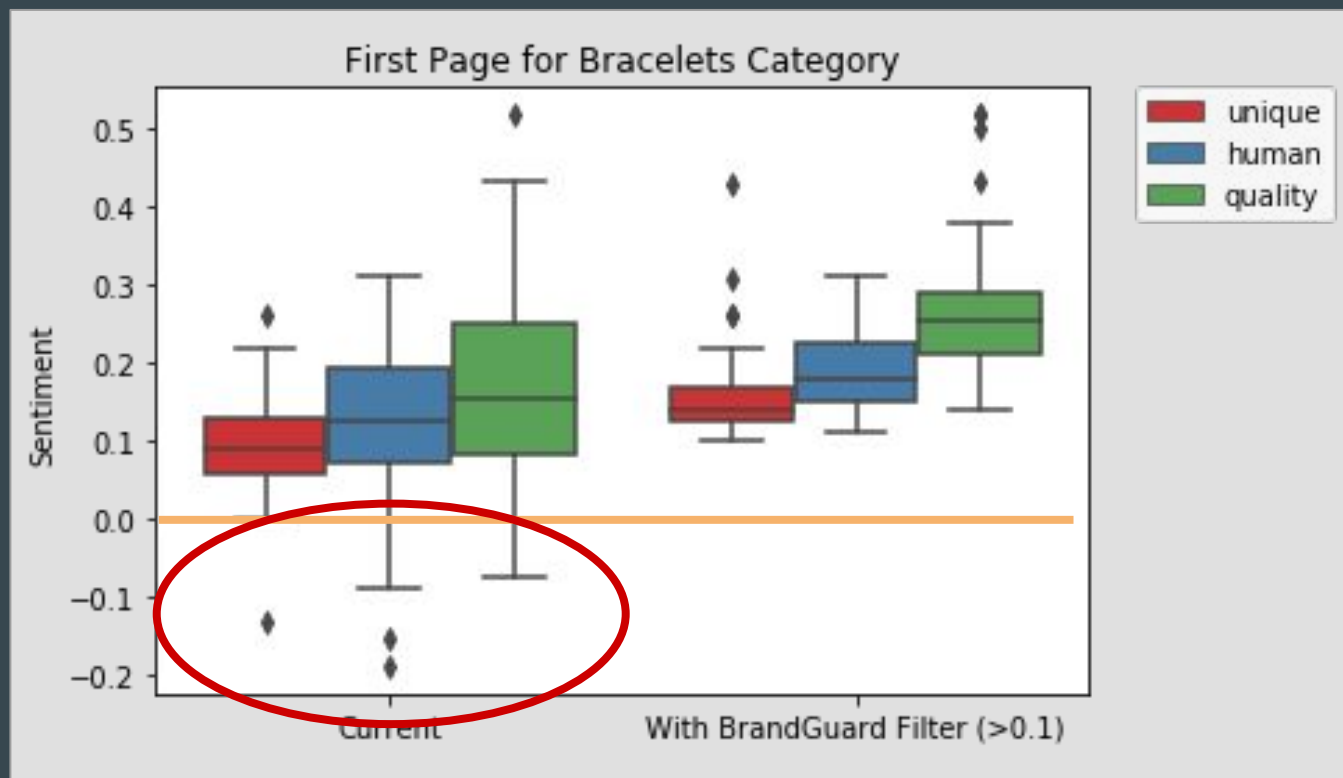 First Page for Bracelets Category
unique
human
quality
Sentiment
0.5
0.4
0.3
0.2
0.1
0.0
−0.1
−0.2
Current
With BrandGuard Filter (>0.1)